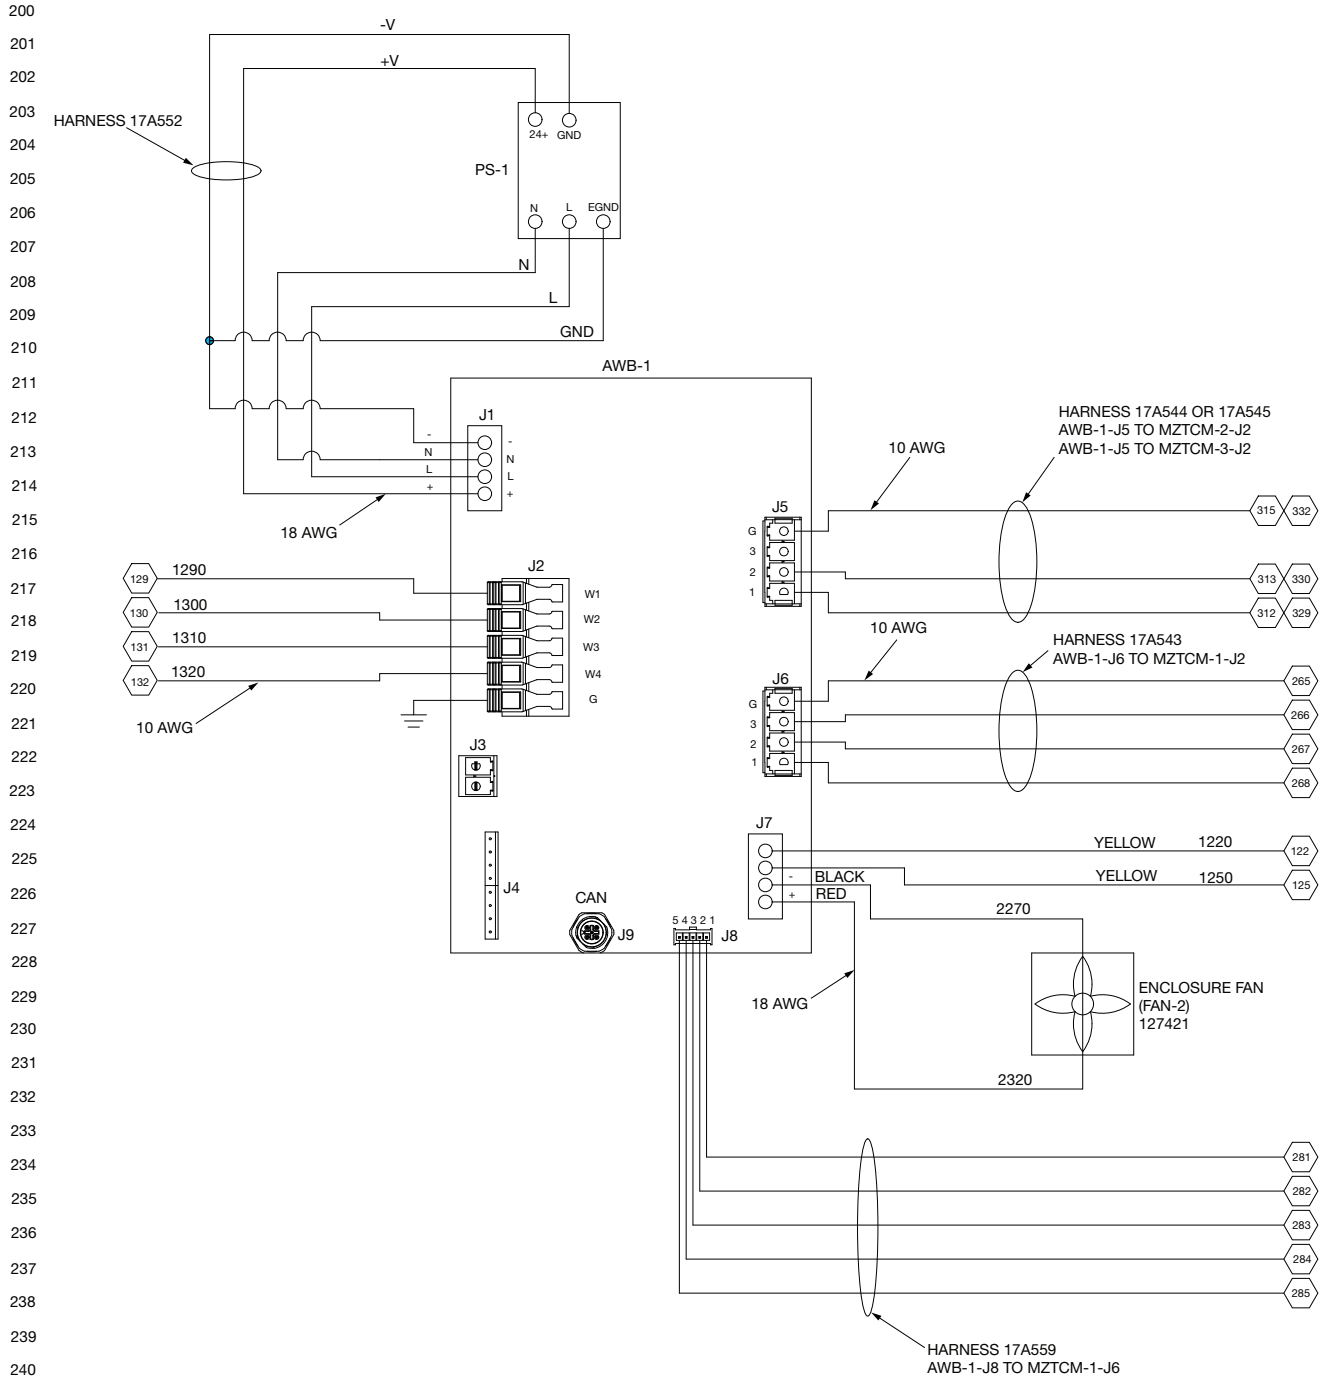 200
-V
201
+V
202
203
HARNESS 17A552
24+ GND
204
PS-1
205
206
N L EGND
207
N
208
L
209
GND
210
AWB-1
211
212
J1
HARNESS 17A544 OR 17A545
AWB-1-J5 TO MZTCM-2-J2
AWB-1-J5 TO MZTCM-3-J2
213
- -
N N
L L
+ +
10 AWG
214
215
18 AWG
J5
G
3
2
1
315 332
313 330
312 329
216
J2
217
129 1290 W1
218
130 1300 W2
10 AWG
219
131 1310 W3
HARNESS 17A543
AWB-1-J6 TO MZTCM-1-J2
220
132 1320 W4
G
J6
G
3
2
1
265
266
267
268
221
10 AWG
222
J3
223
224
J7
225
YELLOW 1220 122
226
J4
- BLACK
YELLOW 1250 125
+ RED
CAN
2270
227
J9
5 4 3 2 1
J8
228
229
18 AWG
ENCLOSURE FAN
(FAN-2)
127421
230
231
2320
232
233
234
281
235
282
236
283
237
284
238
285
239
HARNESS 17A559
AWB-1-J8 TO MZTCM-1-J6
240